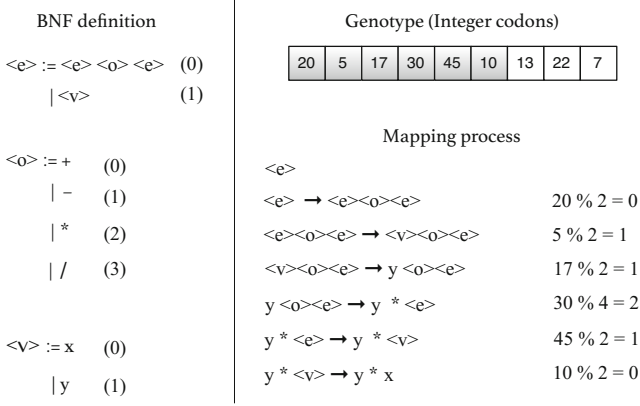 BNF definition
<e> := <e> <o> <e> (0)
| <v> (1)
<o> := + (0)
| − (1)
| * (2)
| / (3)
<v> := x (0)
| y (1)
Genotype (Integer codons)
20 5 17 30 45 10 13 22 7
Mapping process
<e>
<e> → <e><o><e> 20 % 2 = 0
<e><o><e> → <v><o><e> 5 % 2 = 1
<v><o><e> → y <o><e> 17 % 2 = 1
y <o><e> → y * <e> 30 % 4 = 2
y * <e> → y * <v> 45 % 2 = 1
y * <v> → y * x 10 % 2 = 0